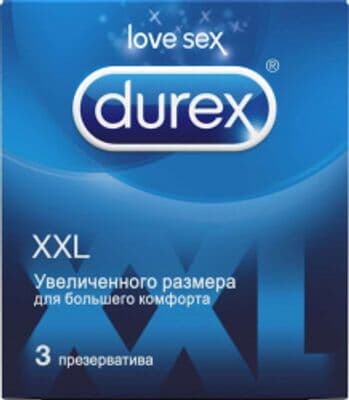 love sex
durex®
XXL
Увеличенного размера
для большего комфорта
3 презерватива
XXL